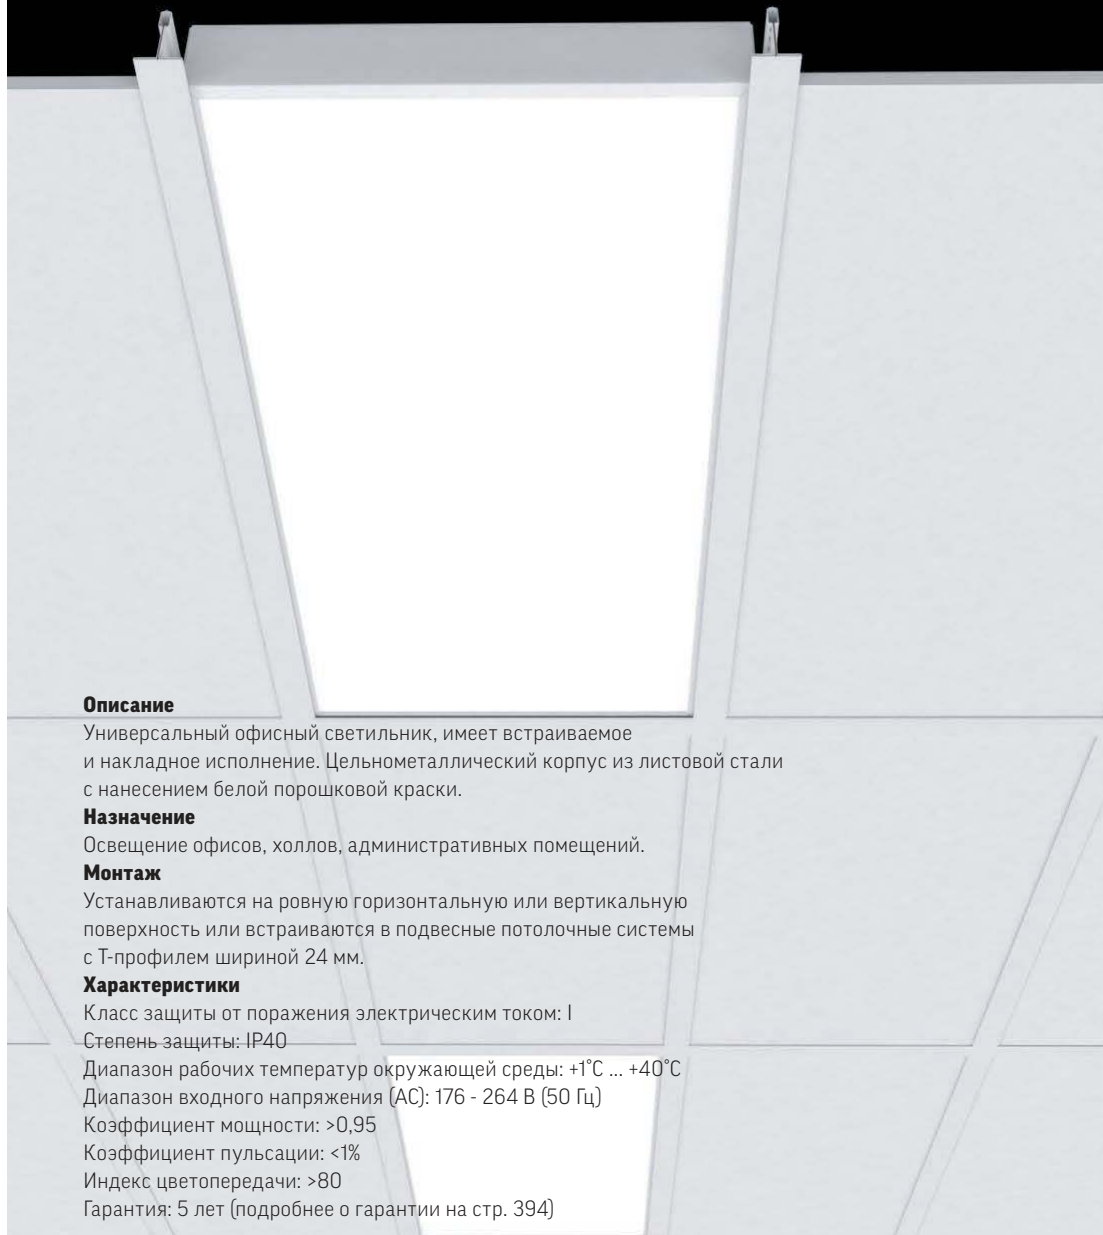 Описание
Универсальный офисный светильник, имеет встраиваемое
и накладное исполнение. Цельнометаллический корпус из листовой стали
с нанесением белой порошковой краски.
Назначение
Освещение офисов, холлов, административных помещений.
Монтаж
Устанавливаются на ровную горизонтальную или вертикальную
поверхность или встраиваются в подвесные потолочные системы
с Т-профилем шириной 24 мм.
Характеристики
Класс защиты от поражения электрическим током: I
Степень защиты: IP40
Диапазон рабочих температур окружающей среды: +1°C ... +40°C
Диапазон входного напряжения (AC): 176 - 264 В (50 Гц)
Коэффициент мощности: >0,95
Коэффициент пульсации: <1%
Индекс цветопередачи: >80
Гарантия: 5 лет (подробнее о гарантии на стр. 394)